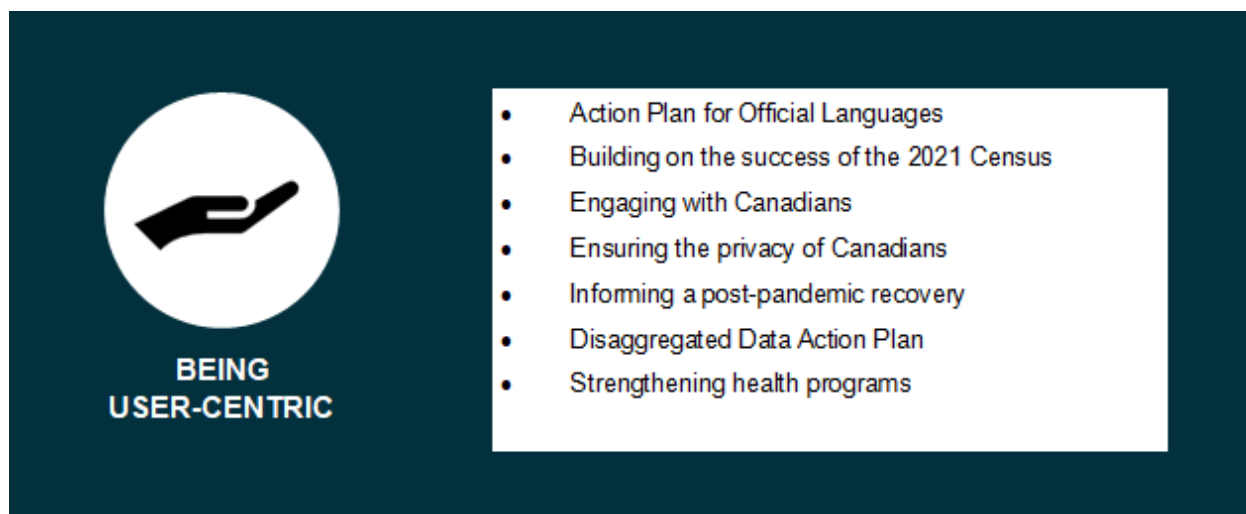 BEING
USER-CENTRIC
• Action Plan for Official Languages
• Building on the success of the 2021 Census
• Engaging with Canadians
• Ensuring the privacy of Canadians
• Informing a post-pandemic recovery
• Disaggregated Data Action Plan
• Strengthening health programs